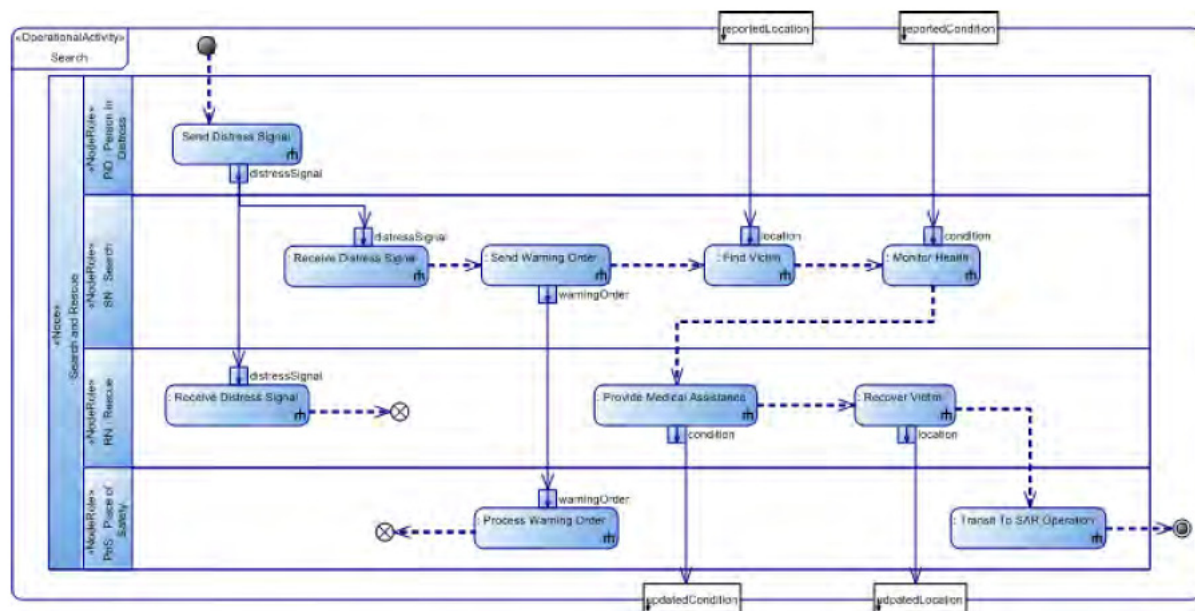 «OperationalActivity»
Search
reportedLocation
reportedCondition
«Node»
Search and Rescue
«NodeRole»
PiD : Person in
Distress
Send Distress Signal
distressSignal
«NodeRole»
SN : Search
distressSignal
: Receive Distress Signal
: Send Warning Order
warningOrder
location
: Find Victim
condition
: Monitor Health
«NodeRole»
RN : Rescue
distressSignal
: Receive Distress Signal
: Provide Medical Assistance
condition
: Recover Victim
location
«NodeRole»
PoS : Place of
Safety
warningOrder
: Process Warning Order
: Transit To SAR Operation
updatedCondition
udpatedLocation